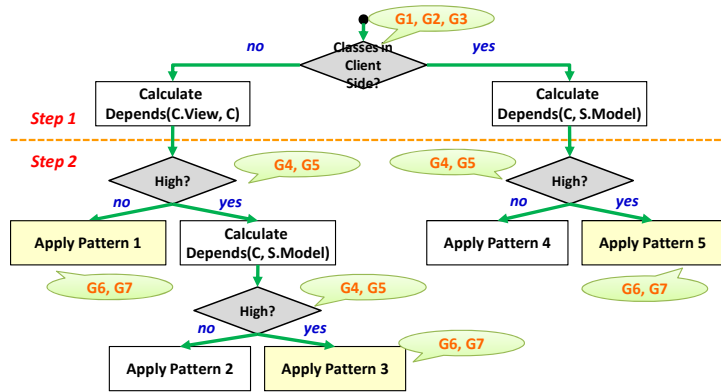 G1, G2, G3
no
Classes in
Client
Side?
yes
Calculate
Depends(C.View, C)
Calculate
Depends(C, S.Model)
Step 1
Step 2
High?
G4, G5
G4, G5
High?
no
yes
no
yes
Apply Pattern 1
Calculate
Depends(C, S.Model)
Apply Pattern 4
Apply Pattern 5
G6, G7
G6, G7
High?
G4, G5
no
yes
G6, G7
Apply Pattern 2
Apply Pattern 3